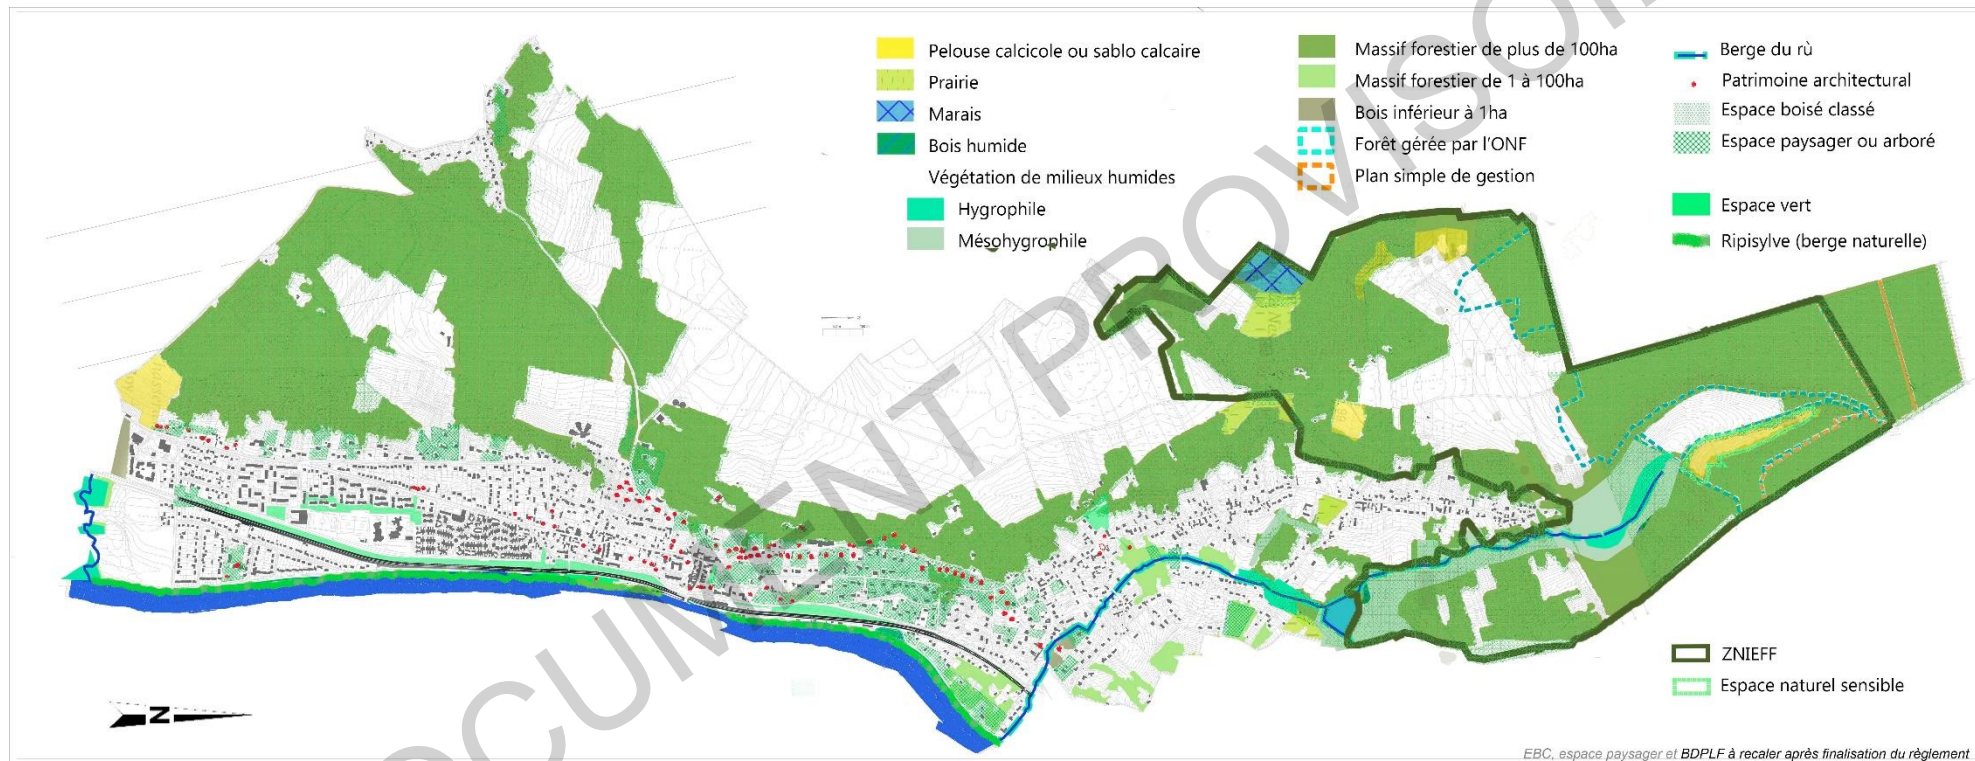 Pelouse calcicole ou sablo calcaire
Prairie
Marais
Bois humide
Végétation de milieux humides
Hygrophile
Mésohygrophile
Massif forestier de plus de 100ha
Massif forestier de 1 à 100ha
Bois inférieur à 1ha
Forêt gérée par l'ONF
Plan simple de gestion
Berge du rù
Patrimoine architectural
Espace boisé classé
Espace paysager ou arboré
Espace vert
Ripisylve (berge naturelle)
ZNIEFF
Espace naturel sensible
N
OCUMENT PROVISOI
EBC, espace paysager et BDPLF à recaler après finalisation du règlement